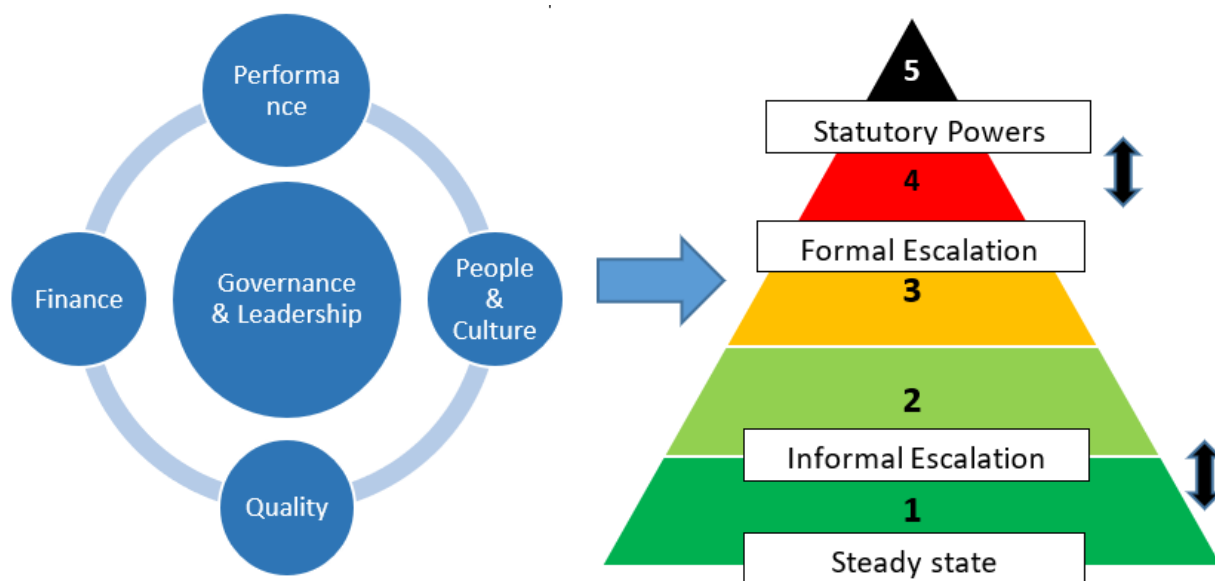 Performa
nce
Governance
& Leadership
Finance
People
&
Culture
Quality
5
Statutory Powers
4
Formal Escalation
3
2
Informal Escalation
1
Steady state